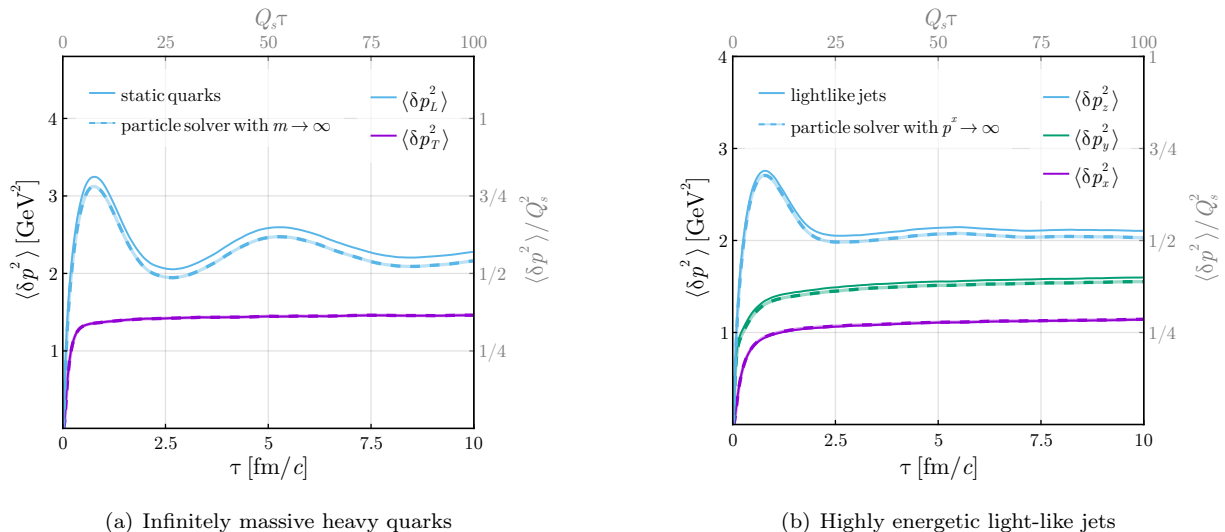 Q_sτ
0 25 50 75 100
static quarks
particle solver with m → ∞
⟨δp_L^2⟩
⟨δp_T^2⟩
4
3
2
1
⟨δp^2⟩ [GeV^2]
1
3/4
1/2
1/4
⟨δp^2⟩/Q_s^2
0 2.5 5 7.5 10
τ [fm/c]
(a) Infinitely massive heavy quarks
Q_sτ
0 25 50 75 100
lightlike jets
particle solver with p^x → ∞
⟨δp_z^2⟩
⟨δp_y^2⟩
⟨δp_x^2⟩
4
3
2
1
⟨δp^2⟩ [GeV^2]
1
3/4
1/2
1/4
⟨δp^2⟩/Q_s^2
0 2.5 5 7.5 10
τ [fm/c]
(b) Highly energetic light-like jets